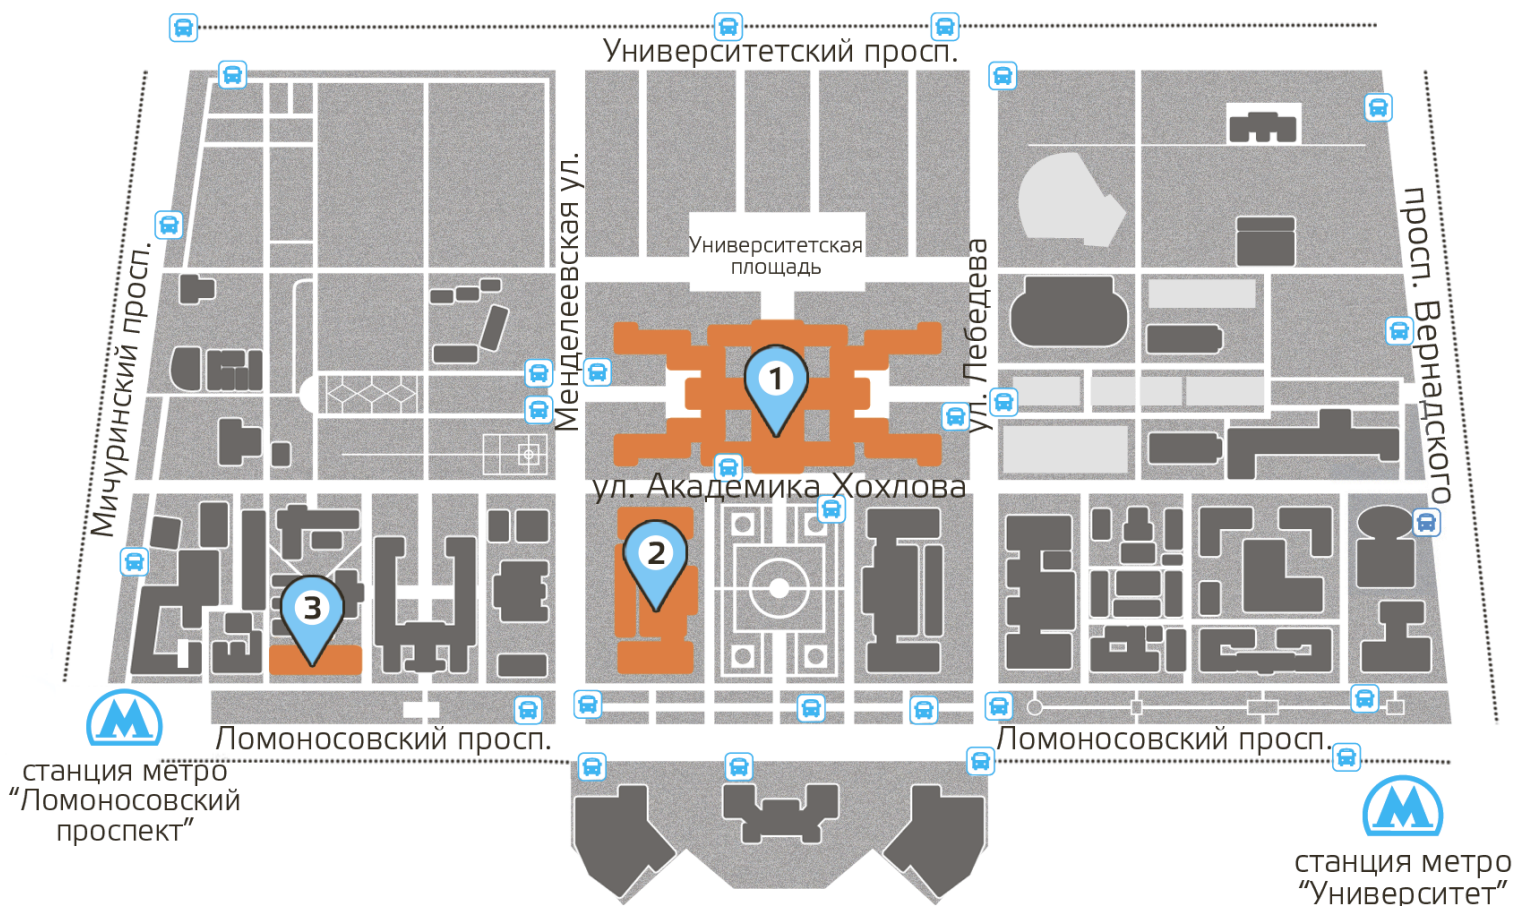 Университетский просп.
Менделеевская ул.
Университетская
площадь
ул. Лебедева
просп. Вернадского
Мичуринский просп.
1
ул. Академика Хохлова
2
3
Ломоносовский просп.
Ломоносовский просп.
М
станция метро
“Ломоносовский
проспект”
М
станция метро
“Университет”